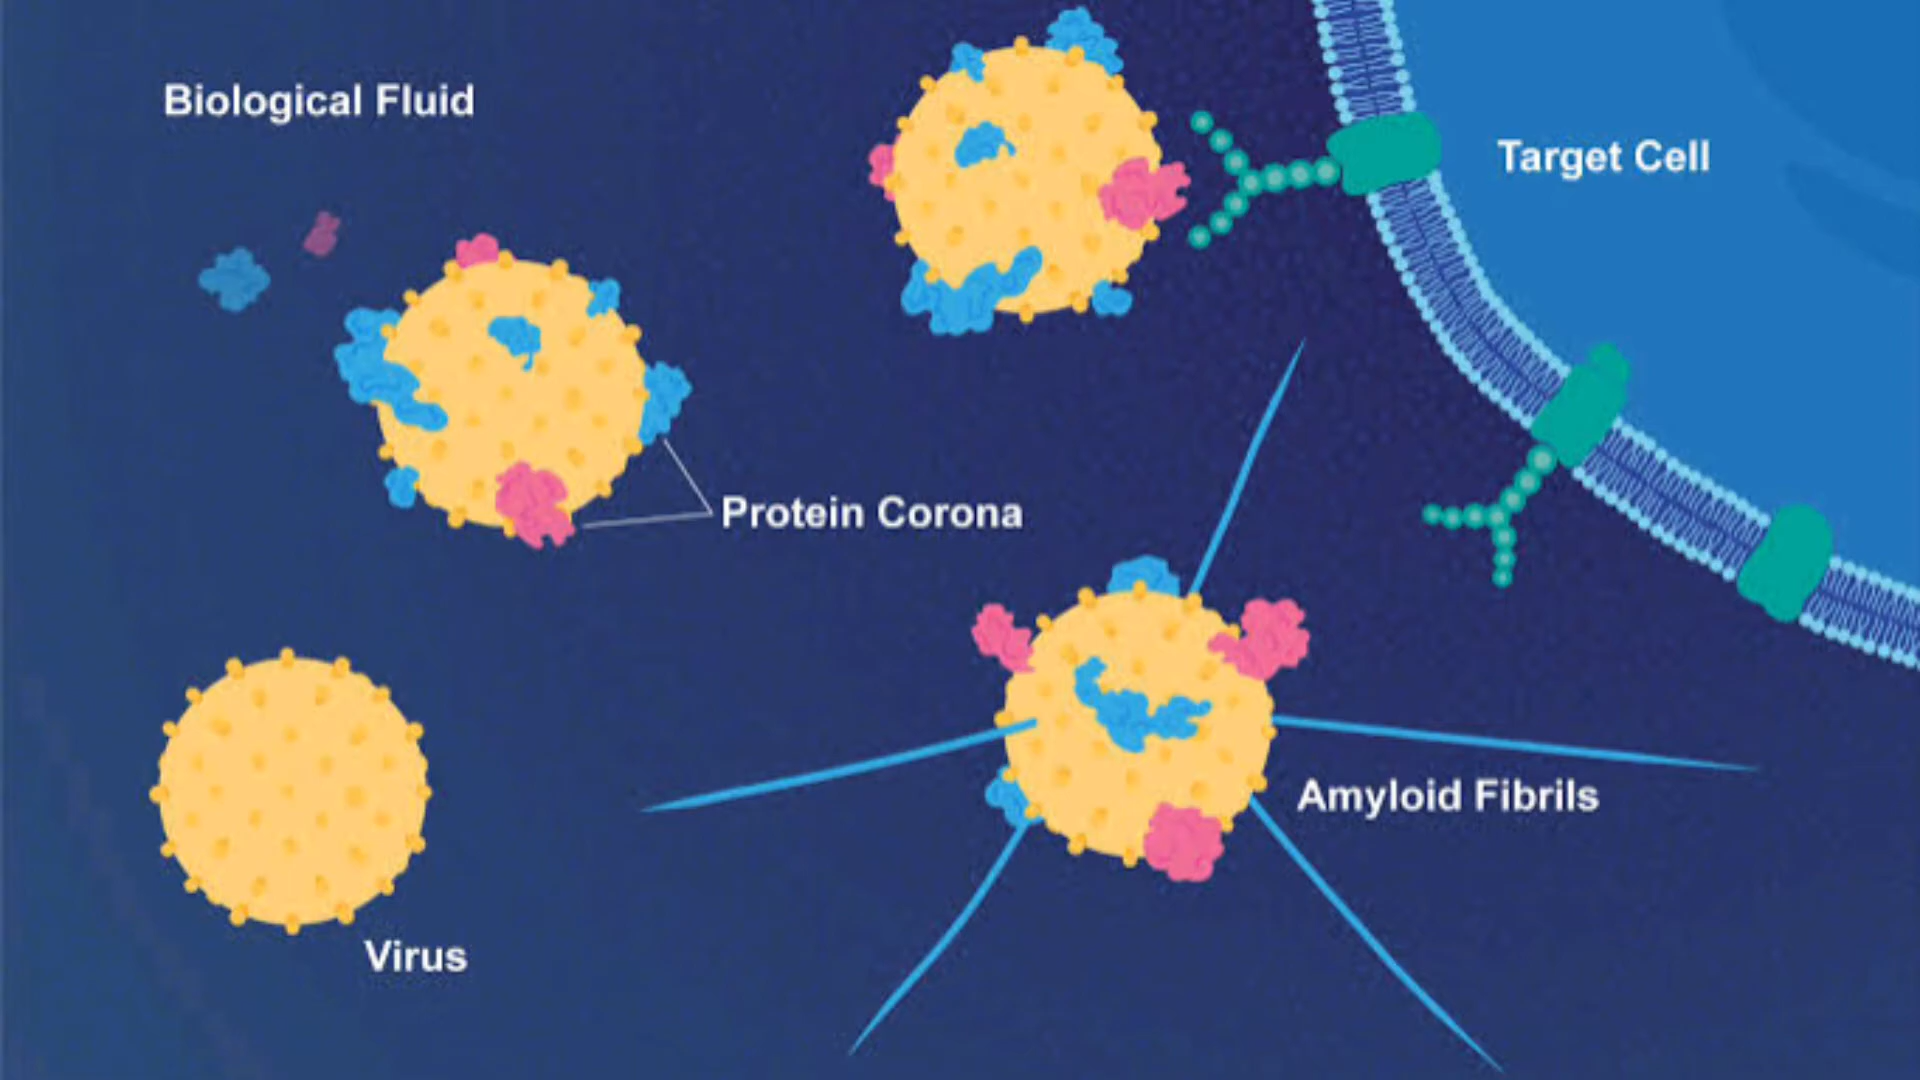 Biological Fluid
Target Cell
Protein Corona
Amyloid Fibrils
Virus